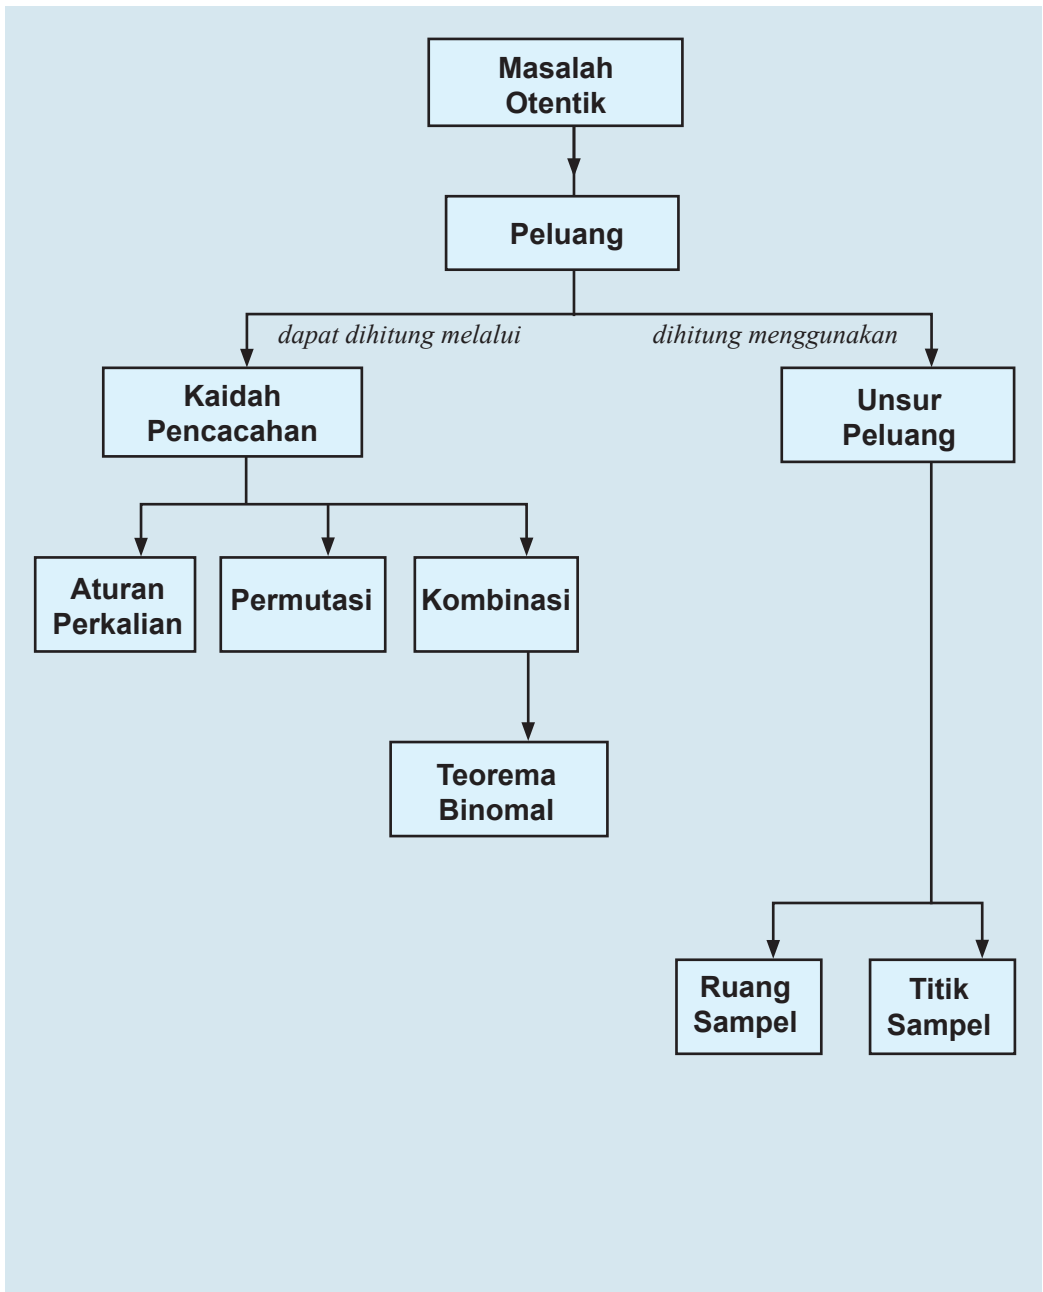 Masalah
Otentik
Peluang
dapat dihitung melalui
dihitung menggunakan
Kaidah
Pencacahan
Unsur
Peluang
Aturan
Perkalian
Permutasi
Kombinasi
Teorema
Binomal
Ruang
Sampel
Titik
Sampel